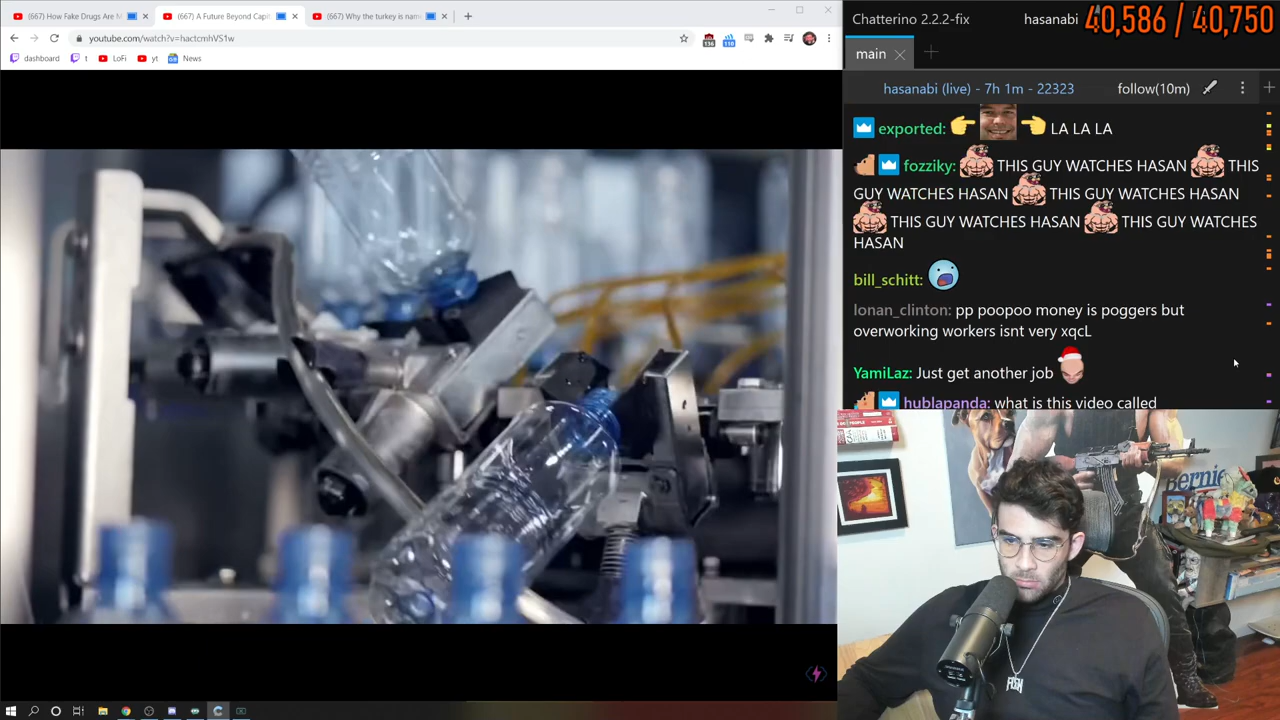 (667) How Fake Drugs Are M
(667) A Future Beyond Capi
(667) Why the turkey is name
youtube.com/watch?v=hactcmhVS1w
dashboard
t
LoFi
yt
News
Chatterino 2.2.2-fix
hasanabi
40,586 / 40,750
main
hasanabi (live) - 7h 1m - 22323
follow(10m)
exported: LA LA LA
fozziky: THIS GUY WATCHES HASAN THIS
GUY WATCHES HASAN THIS GUY WATCHES HASAN
THIS GUY WATCHES HASAN THIS GUY WATCHES
HASAN
bill_schitt:
lonan_clinton: pp poopoo money is poggers but
overworking workers isnt very xqcL
YamiLaz: Just get another job
hublapanda: what is this video called
Bernie